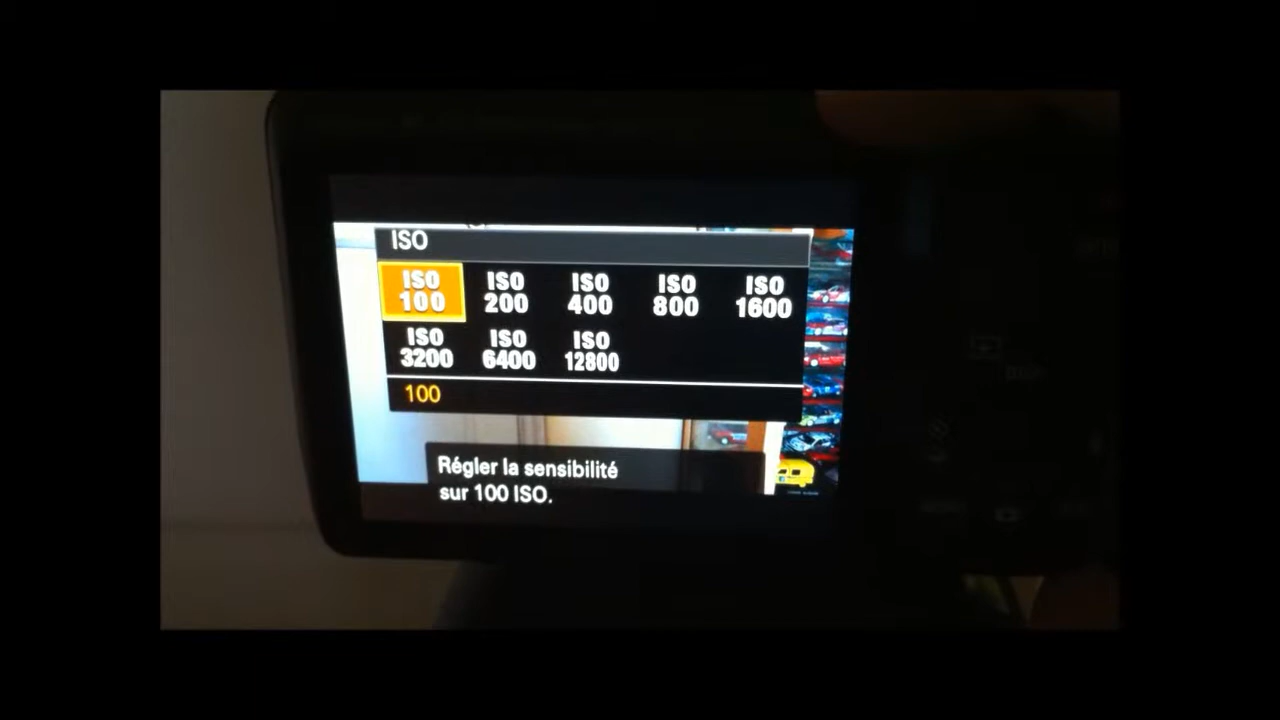 ISO
ISO 100 ISO 200 ISO 400 ISO 800 ISO 1600
ISO 3200 ISO 6400 ISO 12800
100
Régler la sensibilité
sur 100 ISO.